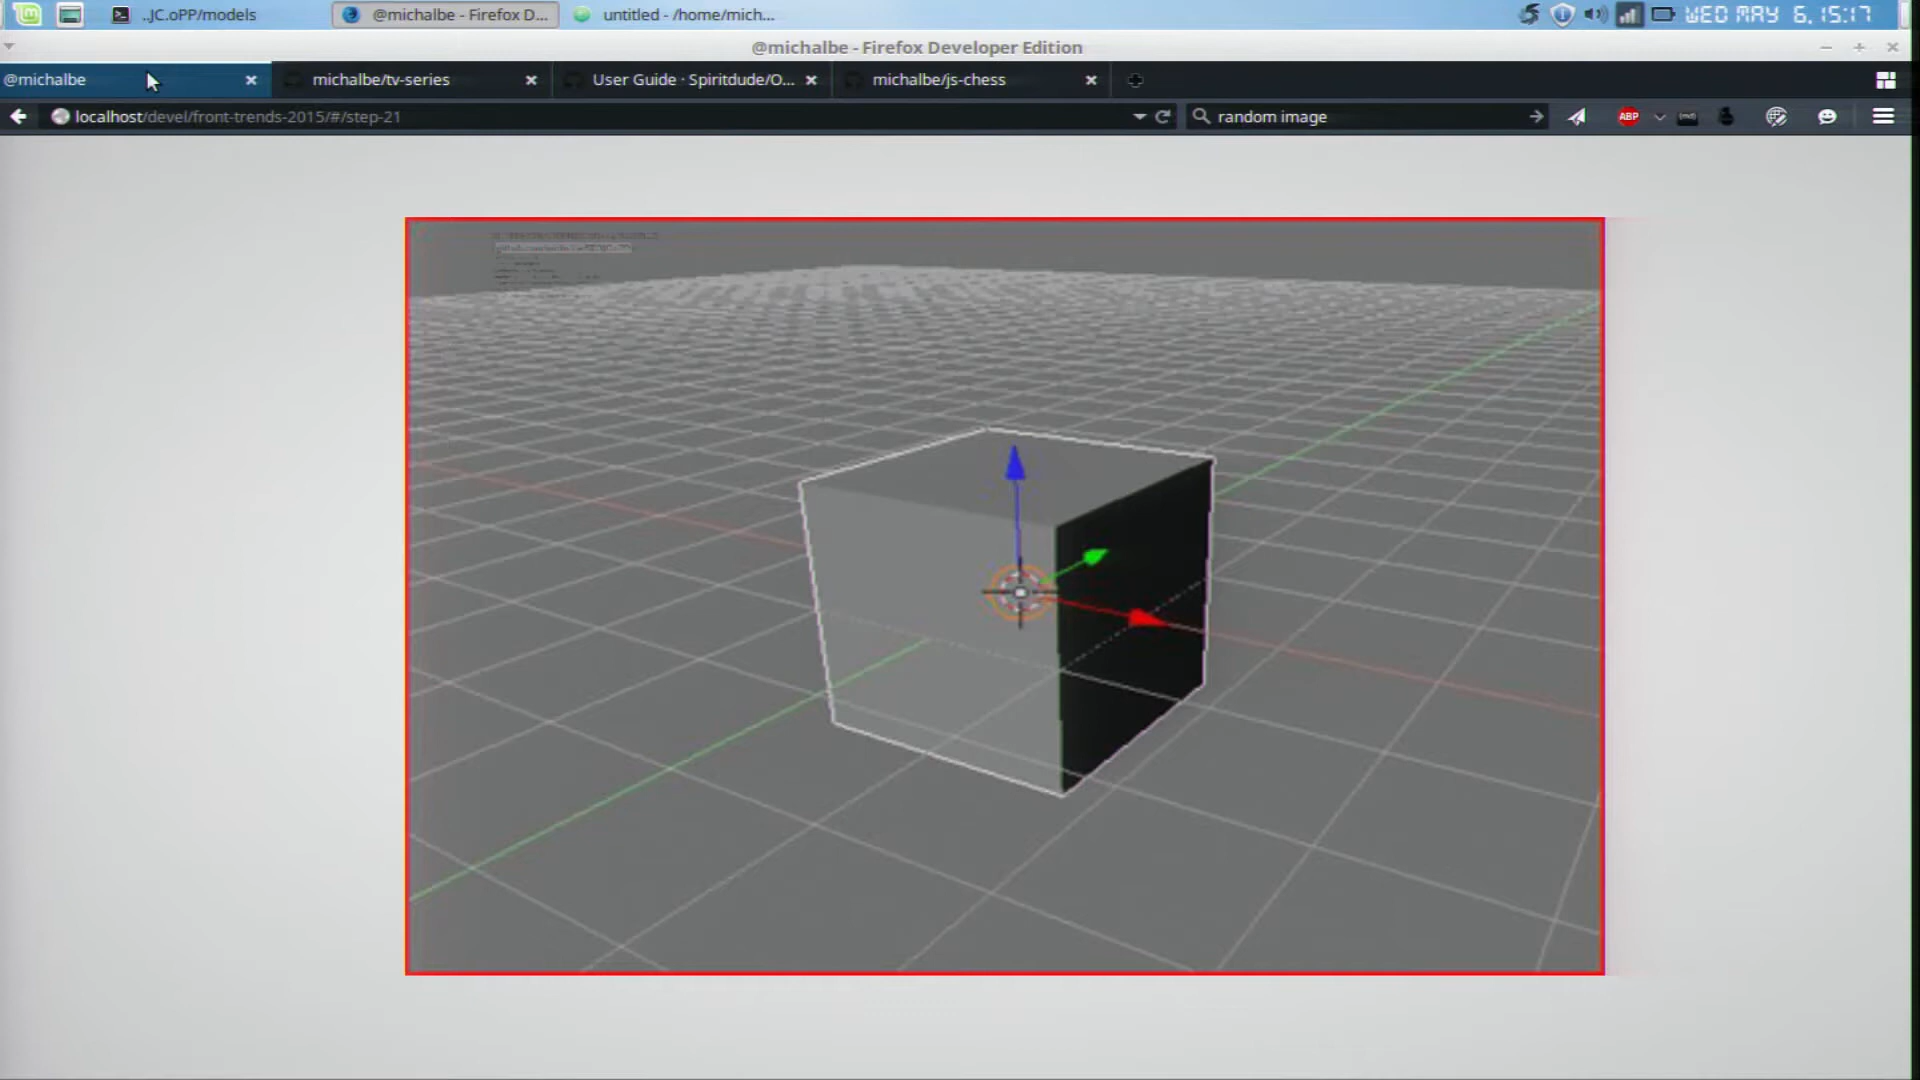 ..JC.oPP/models
@michalbe - Firefox D...
untitled - /home/mich...
WED MAY 6, 15:17
@michalbe - Firefox Developer Edition
@michalbe
michalbe/tv-series
User Guide · Spiritdude/O...
michalbe/js-chess
localhost/devel/front-trends-2015/#/step-21
random image
ABP